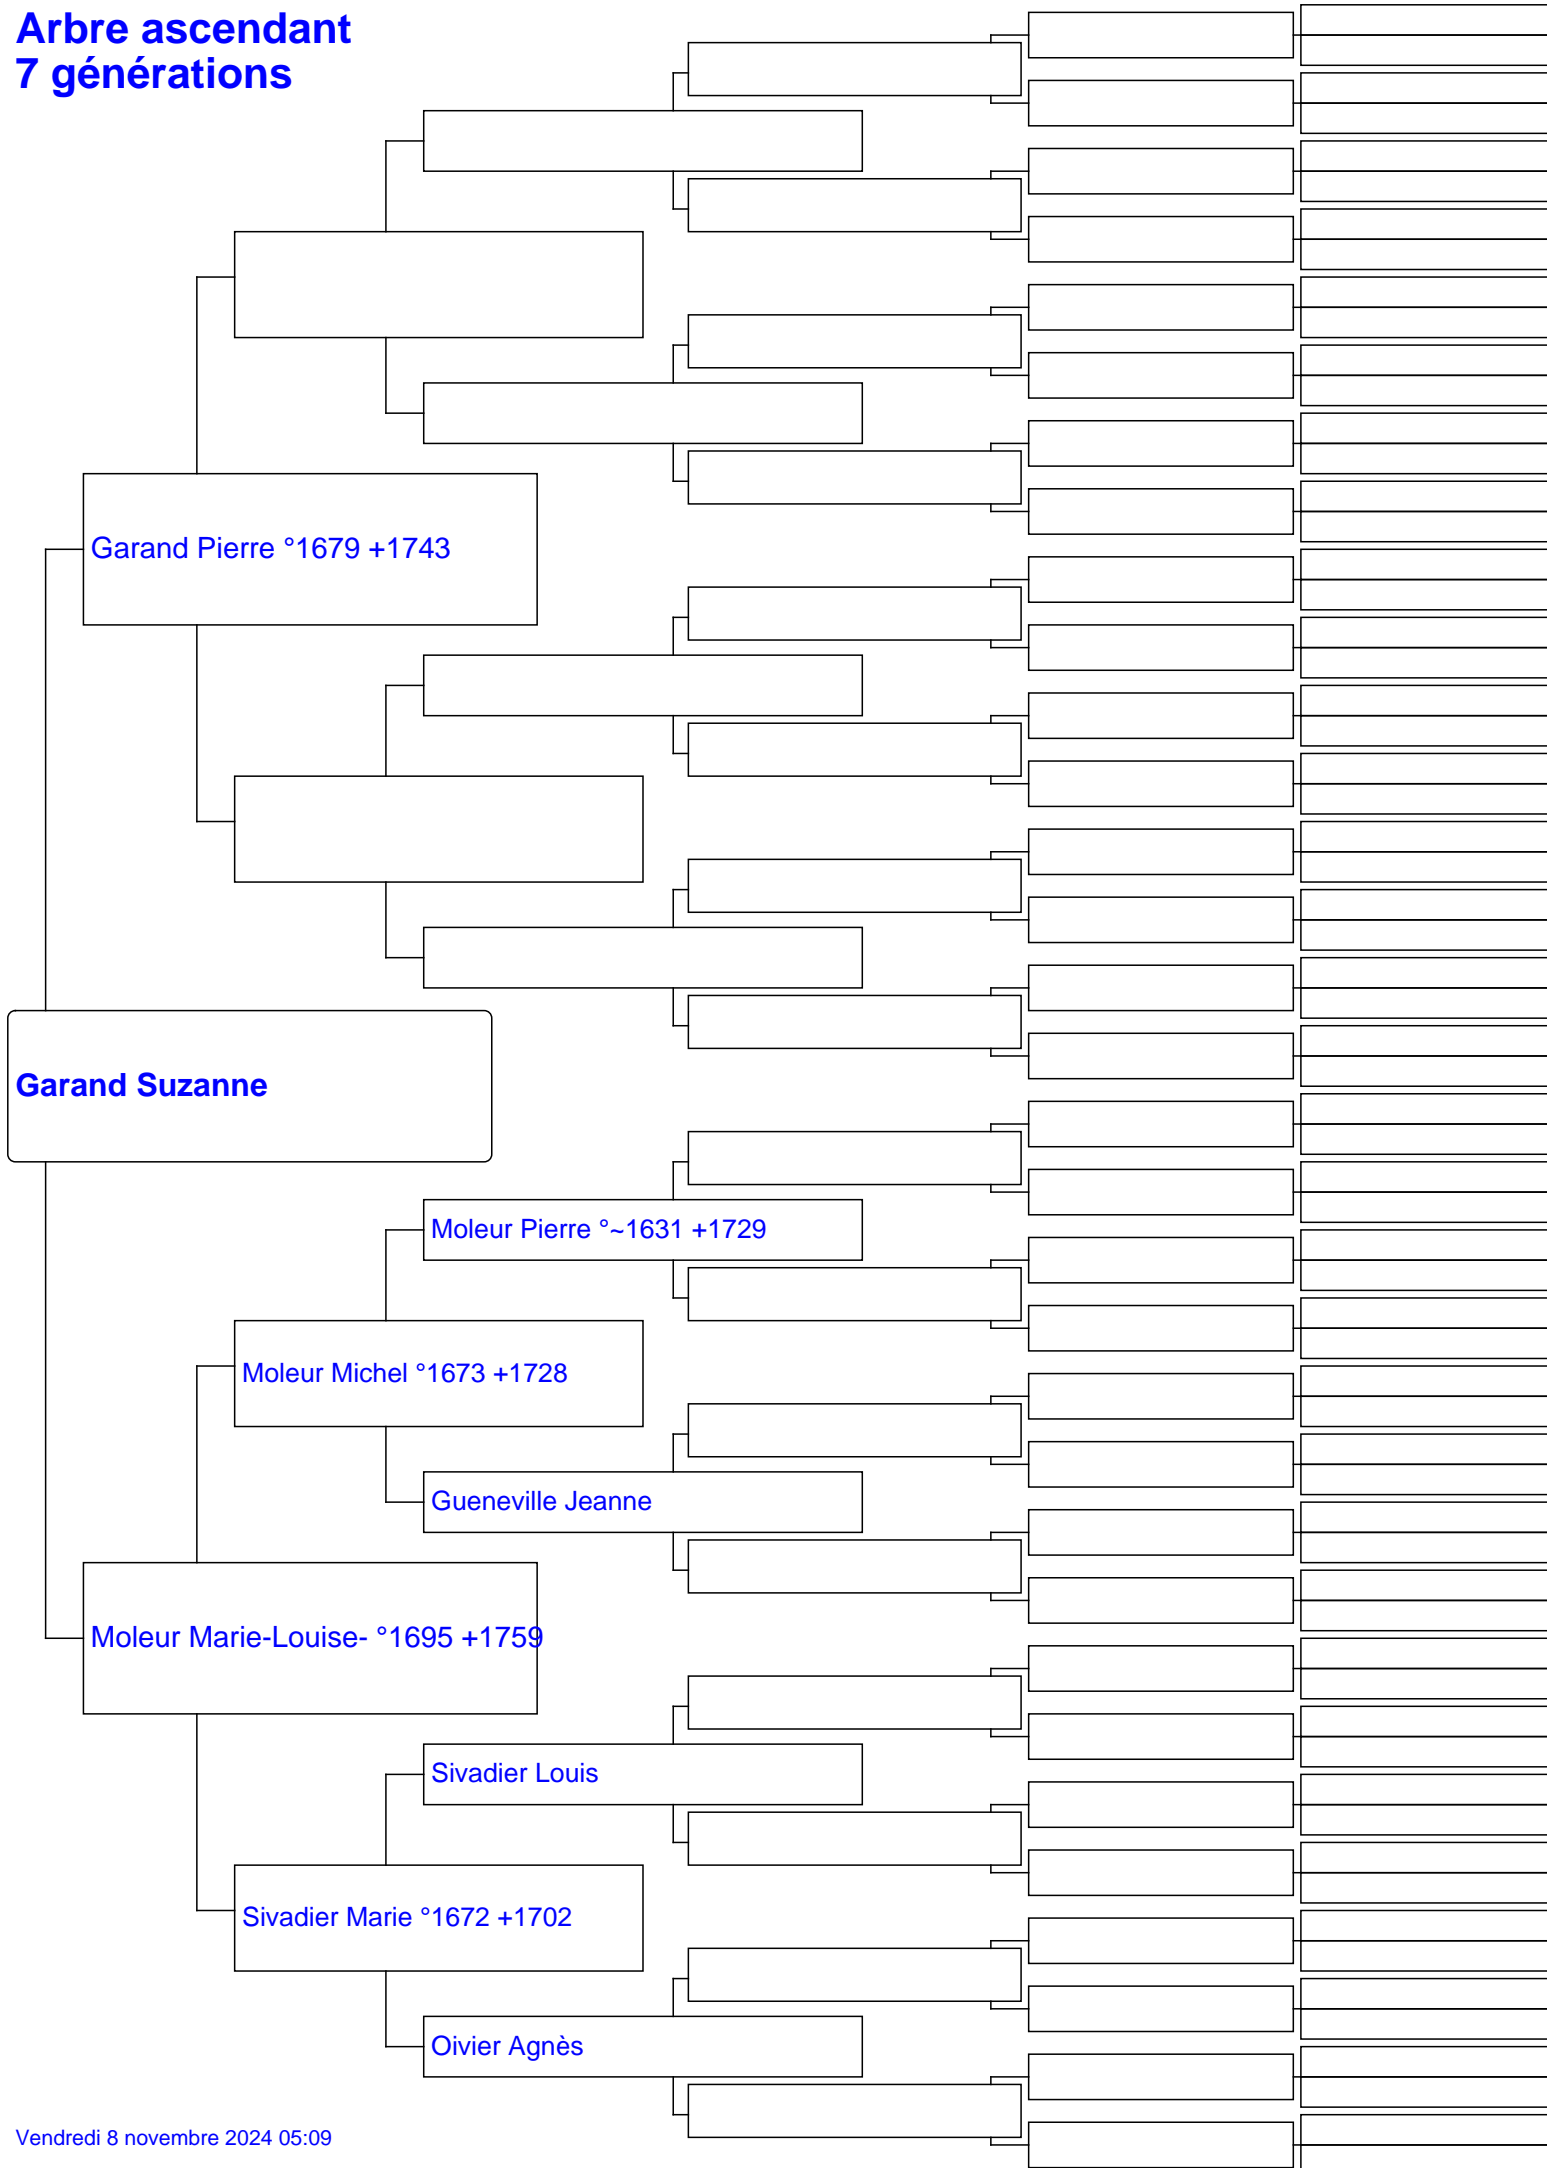 Arbre ascendant
7 générations
Garand Pierre °1679 +1743
Garand Suzanne
Moleur Pierre °~1631 +1729
Moleur Michel °1673 +1728
Gueneville Jeanne
Moleur Marie-Louise- °1695 +1759
Sivadier Louis
Sivadier Marie °1672 +1702
Oivier Agnès
Vendredi 8 novembre 2024 05:09